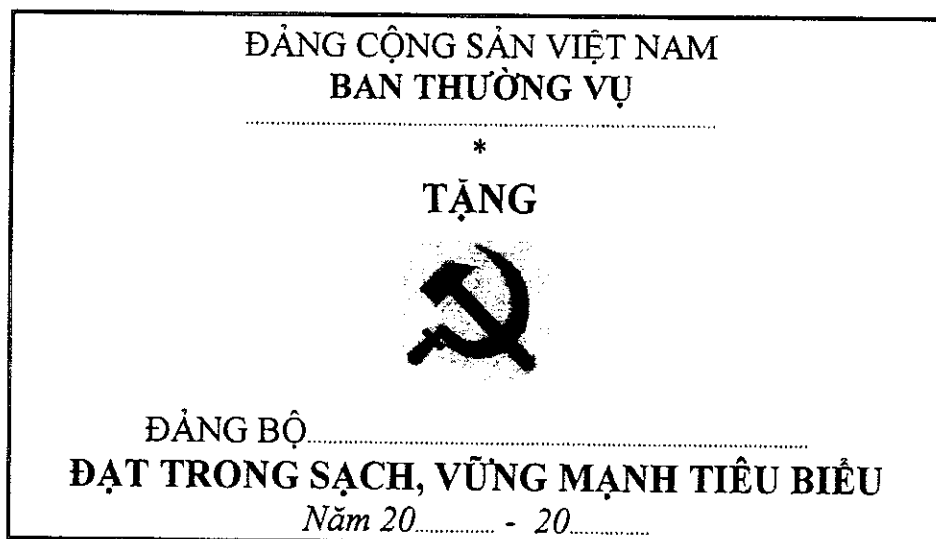 ĐẢNG CỘNG SẢN VIỆT NAM
BAN THƯỜNG VỤ
........................................
*
TẶNG
ĐẢNG BỘ........................................
ĐẠT TRONG SẠCH, VỮNG MẠNH TIÊU BIỂU
Năm 20........... - 20...........